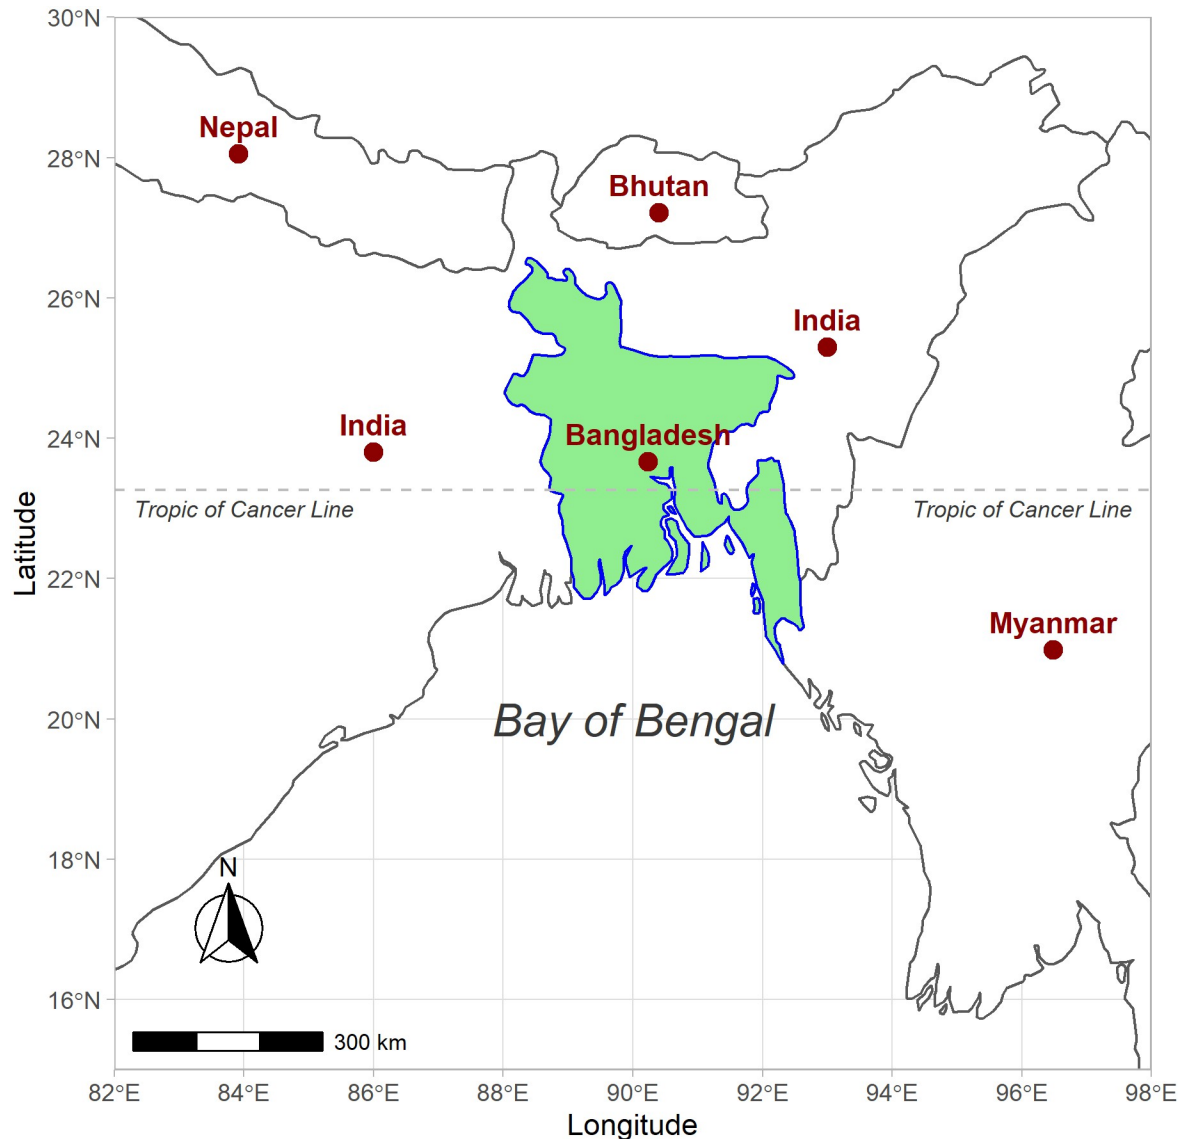 30°N
Nepal
28°N
Bhutan
26°N
India
India
24°N
Bangladesh
Tropic of Cancer Line
Tropic of Cancer Line
22°N
Latitude
Myanmar
20°N
Bay of Bengal
18°N
N
16°N
300 km
82°E 84°E 86°E 88°E 90°E 92°E 94°E 96°E 98°E
Longitude